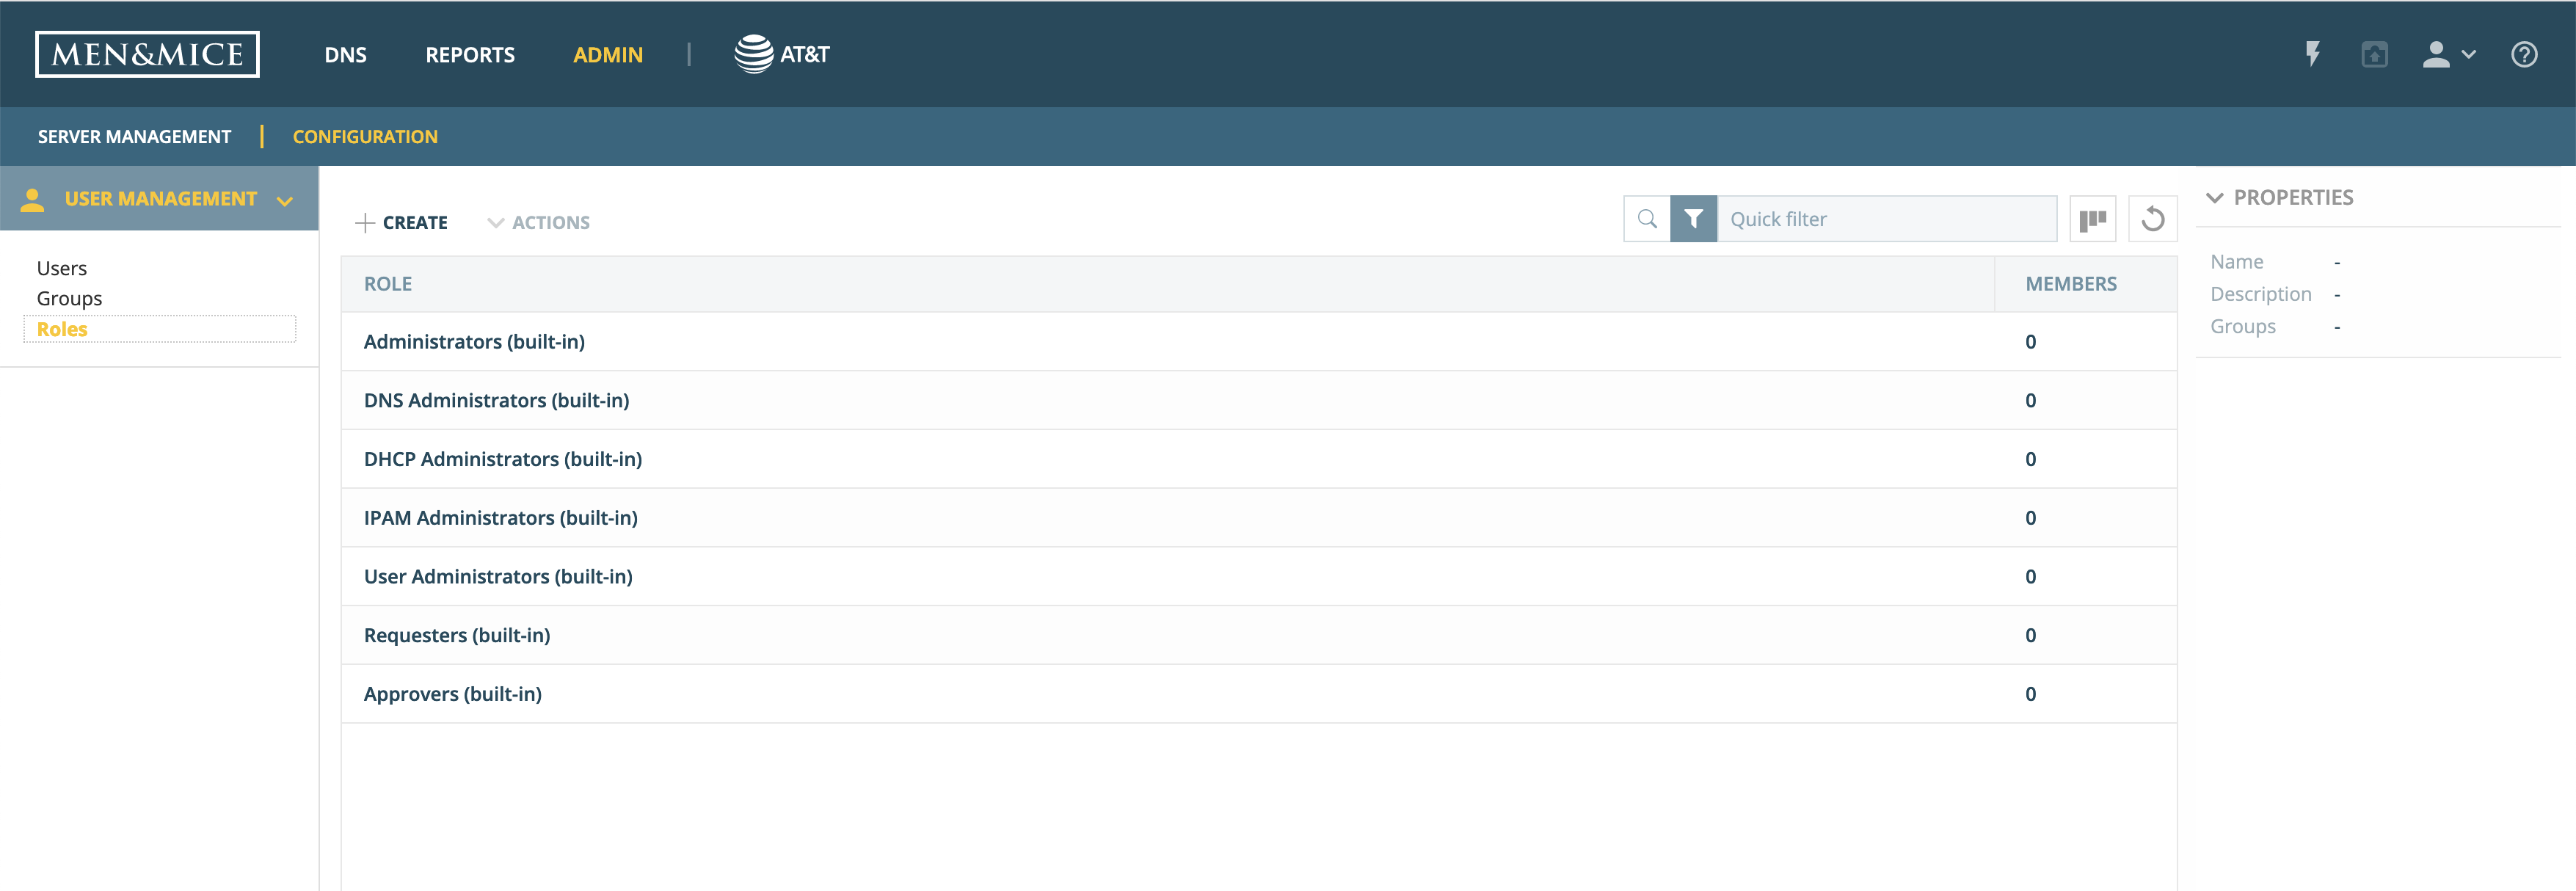 MEN&MICE DNS REPORTS ADMIN | AT&T
SERVER MANAGEMENT | CONFIGURATION
USER MANAGEMENT
Users
Groups
Roles
CREATE ACTIONS Quick filter
ROLE MEMBERS
Administrators (built-in) 0
DNS Administrators (built-in) 0
DHCP Administrators (built-in) 0
IPAM Administrators (built-in) 0
User Administrators (built-in) 0
Requesters (built-in) 0
Approvers (built-in) 0
PROPERTIES
Name -
Description -
Groups -